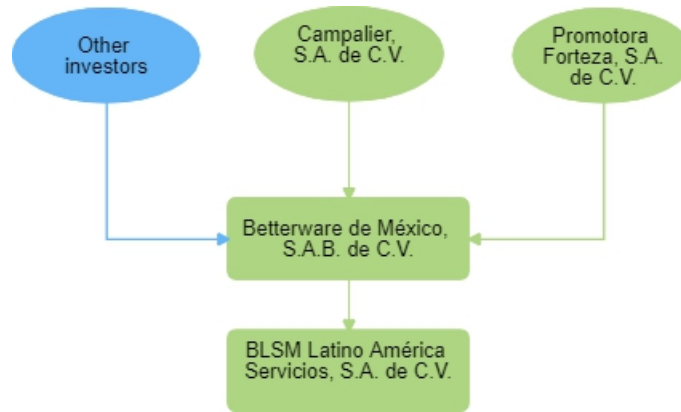 Other
investors
Campalier,
S.A. de C.V.
Promotora
Forteza, S.A.
de C.V.
Betterware de México,
S.A.B. de C.V.
BLSM Latino América
Servicios, S.A. de C.V.